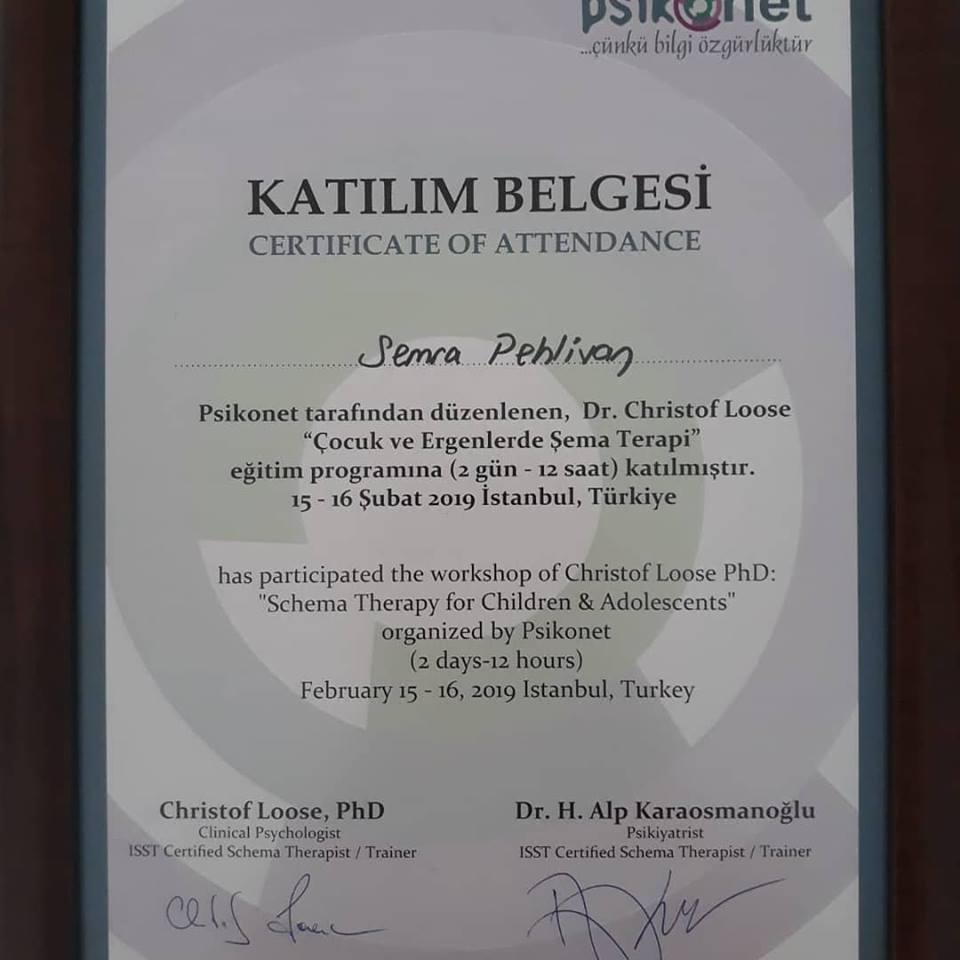 psikonet
...çünkü bilgi özgürlüktür
KATILIM BELGESİ
CERTIFICATE OF ATTENDANCE
Semra Pehlivan
Psikonet tarafından düzenlenen, Dr. Christof Loose
“Çocuk ve Ergenlerde Şema Terapi”
eğitim programına (2 gün - 12 saat) katılmıştır.
15 - 16 Şubat 2019 İstanbul, Türkiye
has participated the workshop of Christof Loose PhD:
"Schema Therapy for Children & Adolescents"
organized by Psikonet
(2 days-12 hours)
February 15 - 16, 2019 Istanbul, Turkey
Christof Loose, PhD
Clinical Psychologist
ISST Certified Schema Therapist / Trainer
Dr. H. Alp Karaosmanoğlu
Psikiyatrist
ISST Certified Schema Therapist / Trainer